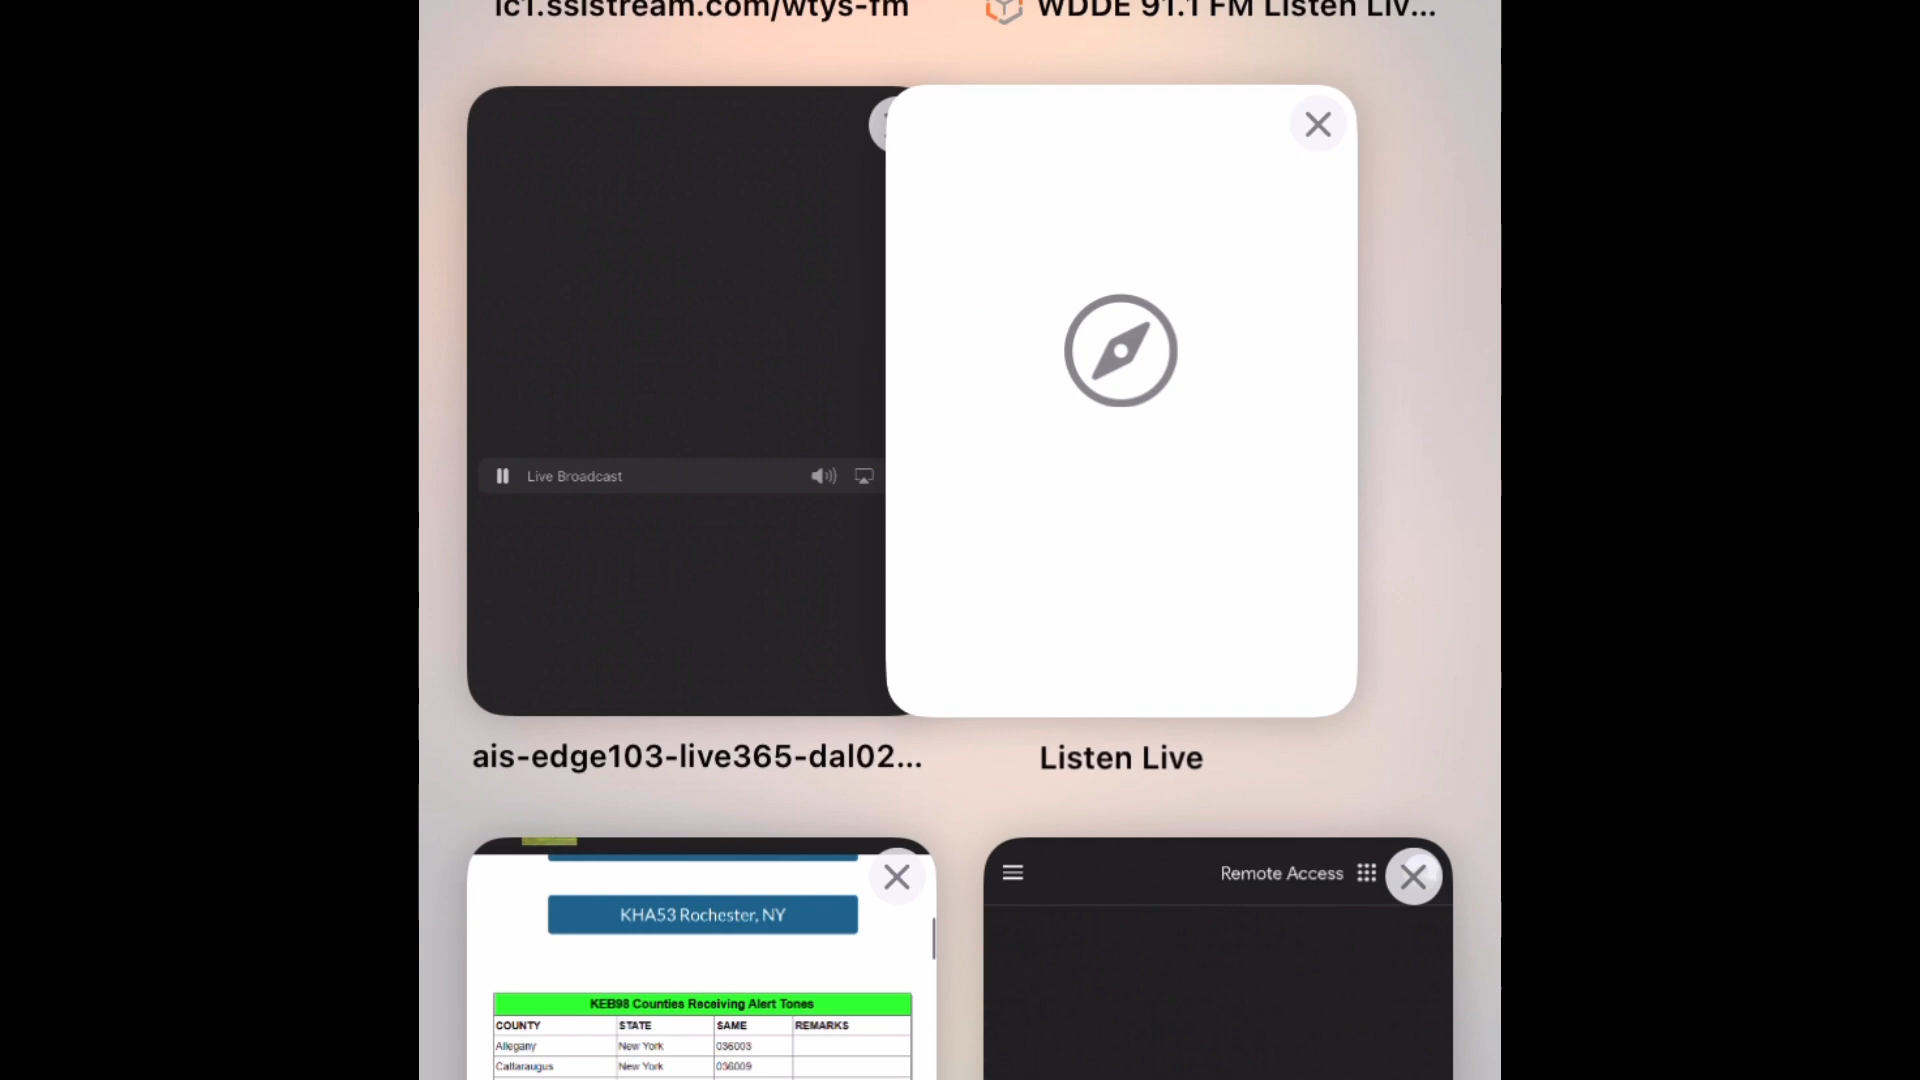 ic1.sslstream.com/wtys-fm
WDDE 91.1 FM Listen Liv...
Live Broadcast
ais-edge103-live365-dal02...
Listen Live
Remote Access
KHA53 Rochester, NY
KEB98 Counties Receiving Alert Tones
COUNTY STATE SAME REMARKS
Allegany New York 036003
Cattaraugus New York 036009